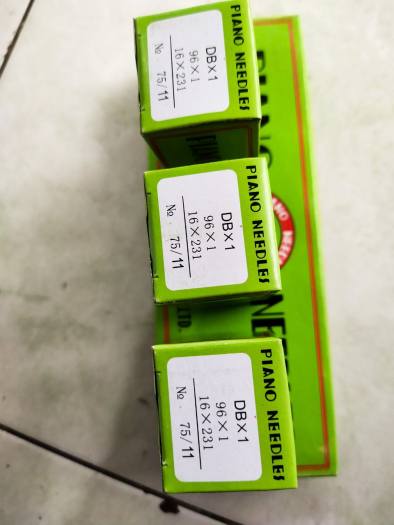 PIANO NEEDLES
DB×1
96×1
16×231
№ 75/11
PIANO NEEDLES
DB×1
96×1
16×231
№ 75/11
PIANO NEEDLES
DB×1
96×1
16×231
№ 75/11
LTD.